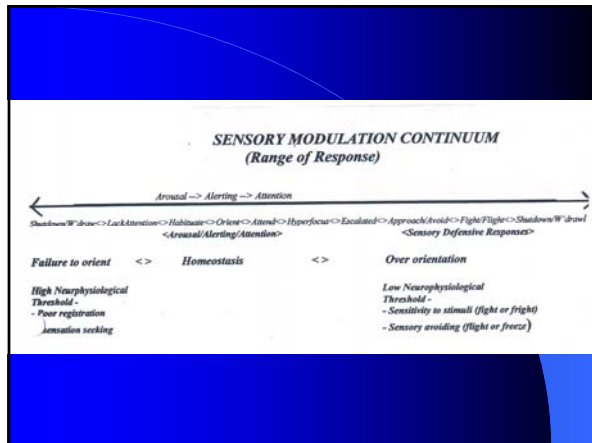 SENSORY MODULATION CONTINUUM
(Range of Response)
Arousal --> Alerting --> Attention
Shutdown/W'draw<>LackAttention<>Habituate<>Orient<>Attend<>Hyperfocus<>Escalated<>Approach/Avoid<>Fight/Flight<>Shutdown/W'drawl
<Arousal/Alerting/Attention> <Sensory Defensive Responses>
Failure to orient <> Homeostasis <> Over orientation
High Neurphysiological
Threshold -
- Poor registration
sensation seeking
Low Neurophysiological
Threshold -
- Sensitivity to stimuli (fight or fright)
- Sensory avoiding (flight or freeze)